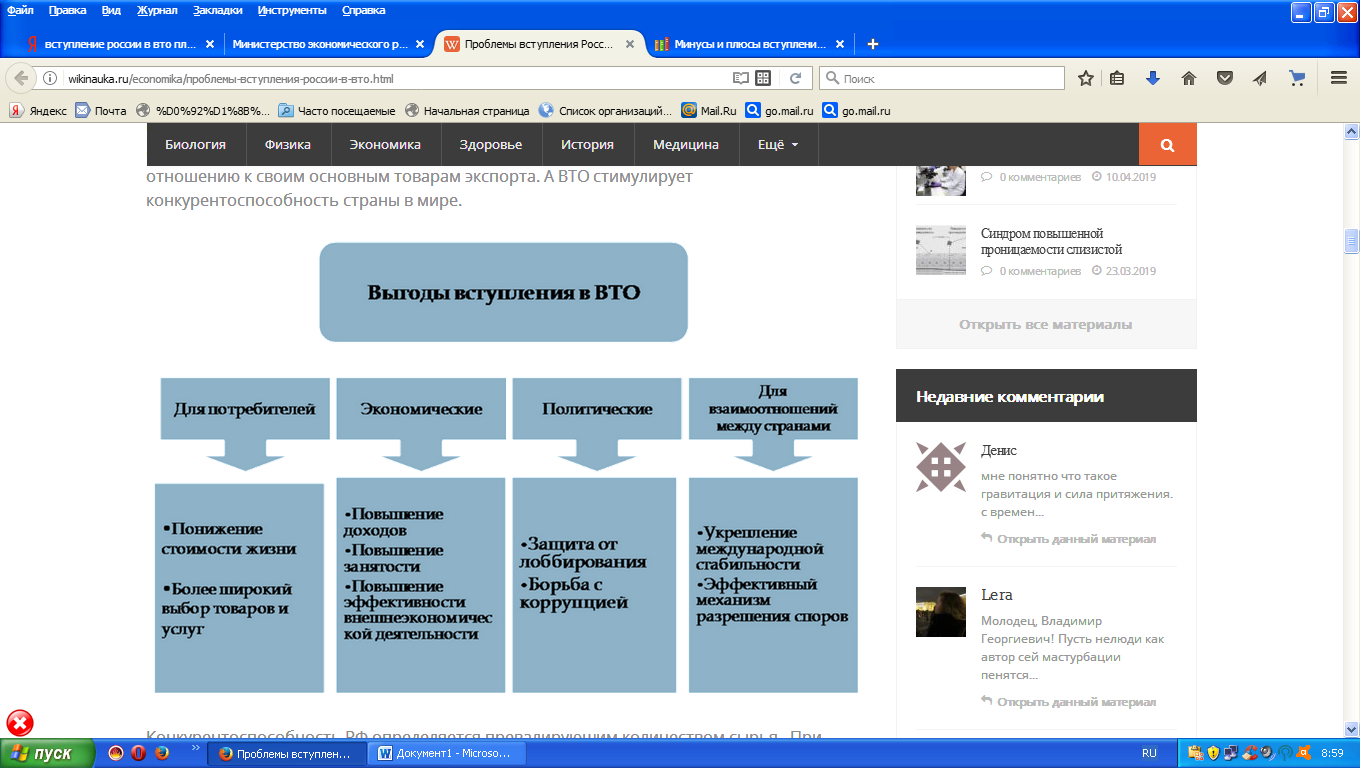 Файл Правка Вид Журнал Закладки Инструменты Справка
вступление россии в вто пл...
Министерство экономического р...
Проблемы вступления Росс...
Минусы и плюсы вступлени...
wikinauka.ru/economika/проблемы-вступления-россии-в-вто.html
Поиск
Яндекс Почта %D0%92%D1%8B%... Часто посещаемые Начальная страница Список организаций... Mail.Ru go.mail.ru go.mail.ru
Биология Физика Экономика Здоровье История Медицина Ещё
отношению к своим основным товарам экспорта. А ВТО стимулирует
конкурентоспособность страны в мире.
Выгоды вступления в ВТО
Для потребителей
•Понижение
стоимости жизни
•Более широкий
выбор товаров и
услуг
Экономические
•Повышение
доходов
•Повышение
занятости
•Повышение
эффективности
внешнеэкономичес
кой деятельности
Политические
•Защита от
лоббирования
•Борьба с
коррупцией
Для
взаимоотношений
между странами
•Укрепление
международной
стабильности
•Эффективный
механизм
разрешения споров
Конкурентоспособность РФ определяется превалирующим количеством сырья. При
0 комментариев 10.04.2019
Синдром повышенной
проницаемости слизистой
0 комментариев 23.03.2019
Открыть все материалы
Недавние комментарии
Денис
мне понятно что такое
гравитация и сила притяжения.
с времен...
Открыть данный материал
Lera
Молодец, Владимир
Георгиевич! Пусть нелюди как
автор сей мастурбации
пенятся...
Открыть данный материал
пуск
Проблемы вступлен...
Документ1 - Microso...
RU
8:59